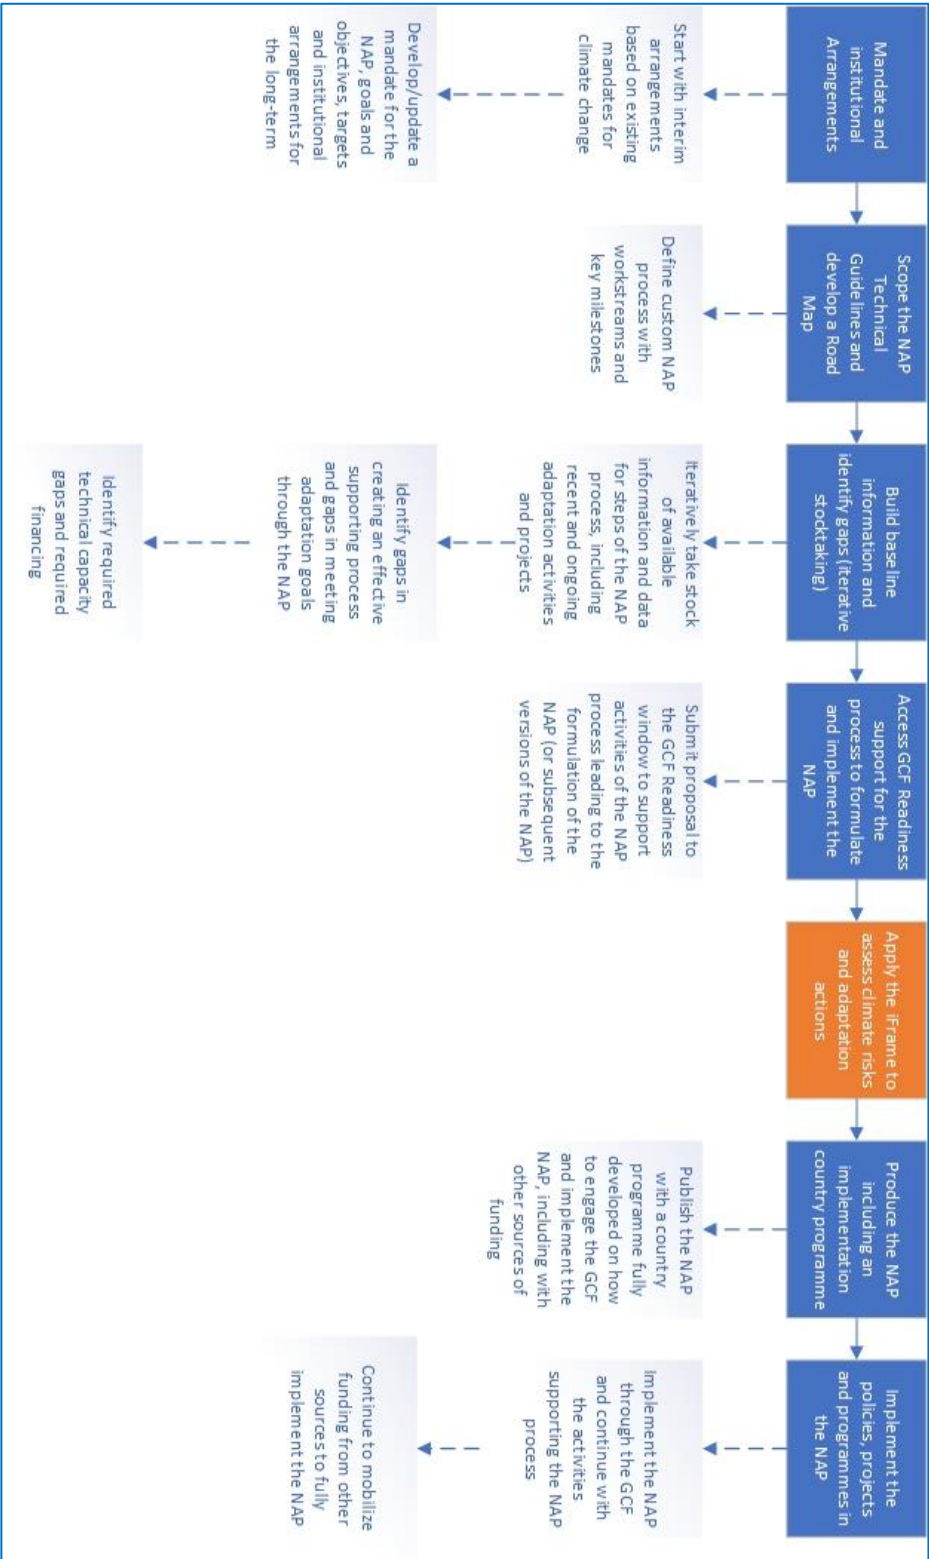 Mandate and
institutional
Arrangements
Start with interim
arrangements
based on existing
mandates for
climate change
Develop/update a
mandate for the
NAP, goals and
objectives, targets
and institutional
arrangements for
the long-term
Scope the NAP
Technical
Guidelines and
develop a Road
Map
Define custom NAP
process with
workstreams and
key milestones
Build baseline
information and
identify gaps (iterative
stocktaking)
Iteratively take stock
of available
information and data
for steps of the NAP
process, including
recent and ongoing
adaptation activities
and projects
Identify gaps in
creating an effective
supporting process
and gaps in meeting
adaptation goals
through the NAP
Identify required
technical capacity
gaps and required
financing
Access GCF Readiness
support for the
process to formulate
and implement the
NAP
Submit proposal to
the GCF Readiness
window to support
activities of the NAP
process leading to the
formulation of the
NAP (or subsequent
versions of the NAP)
Apply the iFrame to
assess climate risks
and adaptation
actions
Produce the NAP
including an
implementation
country programme
Publish the NAP
with a country
programme fully
developed on how
to engage the GCF
and implement the
NAP, including with
other sources of
funding
Implement the
policies, projects
and programmes in
the NAP
Implement the NAP
through the GCF
and continue with
the activities
supporting the NAP
process
Continue to mobilize
funding from other
sources to fully
implement the NAP